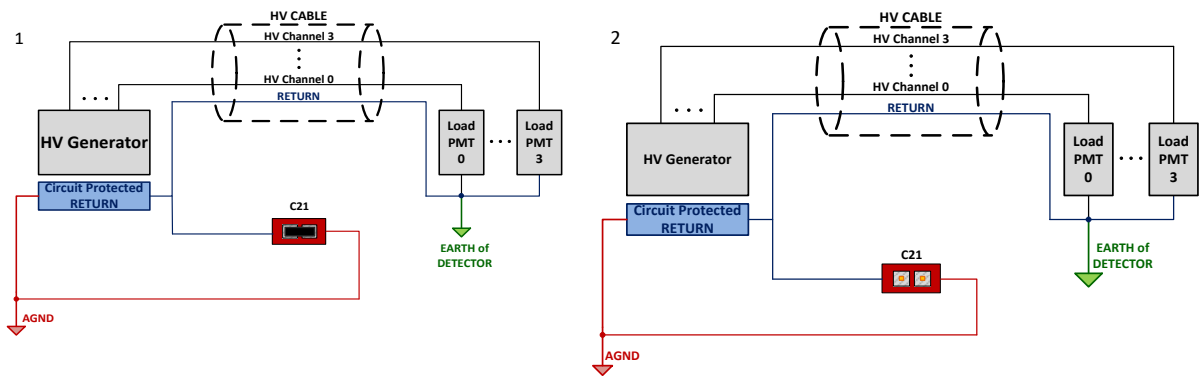 1
HV CABLE
HV Channel 3
HV Channel 0
RETURN
HV Generator
Load
PMT
0
Load
PMT
3
Circuit Protected
RETURN
C21
EARTH of
DETECTOR
AGND
2
HV CABLE
HV Channel 3
HV Channel 0
RETURN
HV Generator
Load
PMT
0
Load
PMT
3
Circuit Protected
RETURN
EARTH of
DETECTOR
C21
AGND